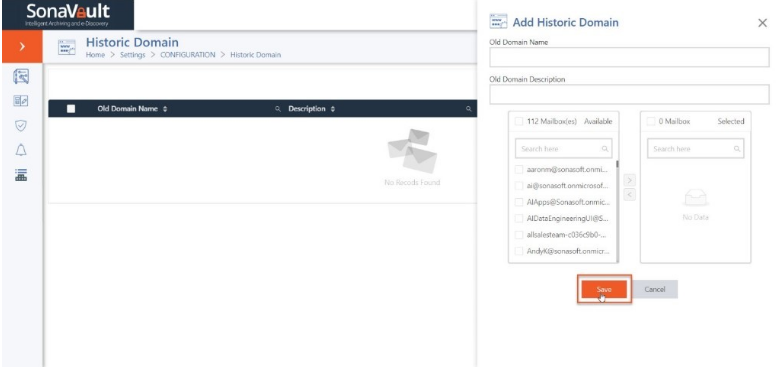 SonaVault
Intelligent Archiving and e-Discovery
Historic Domain
Home > Settings > CONFIGURATION > Historic Domain
Old Domain Name
Description
No Records Found
Add Historic Domain
Old Domain Name
Old Domain Description
112 Mailbox(es) Available
Search here
aaronm@sonasoft.onmi...
ai@sonasoft.onmicrosof...
AIApps@Sonasoft.onmic...
AIDataEngineeringUI@S...
allsalesteam-c036c9b0-...
AndyK@sonasoft.onmicr...
0 Mailbox Selected
Search here
No Data
Save
Cancel